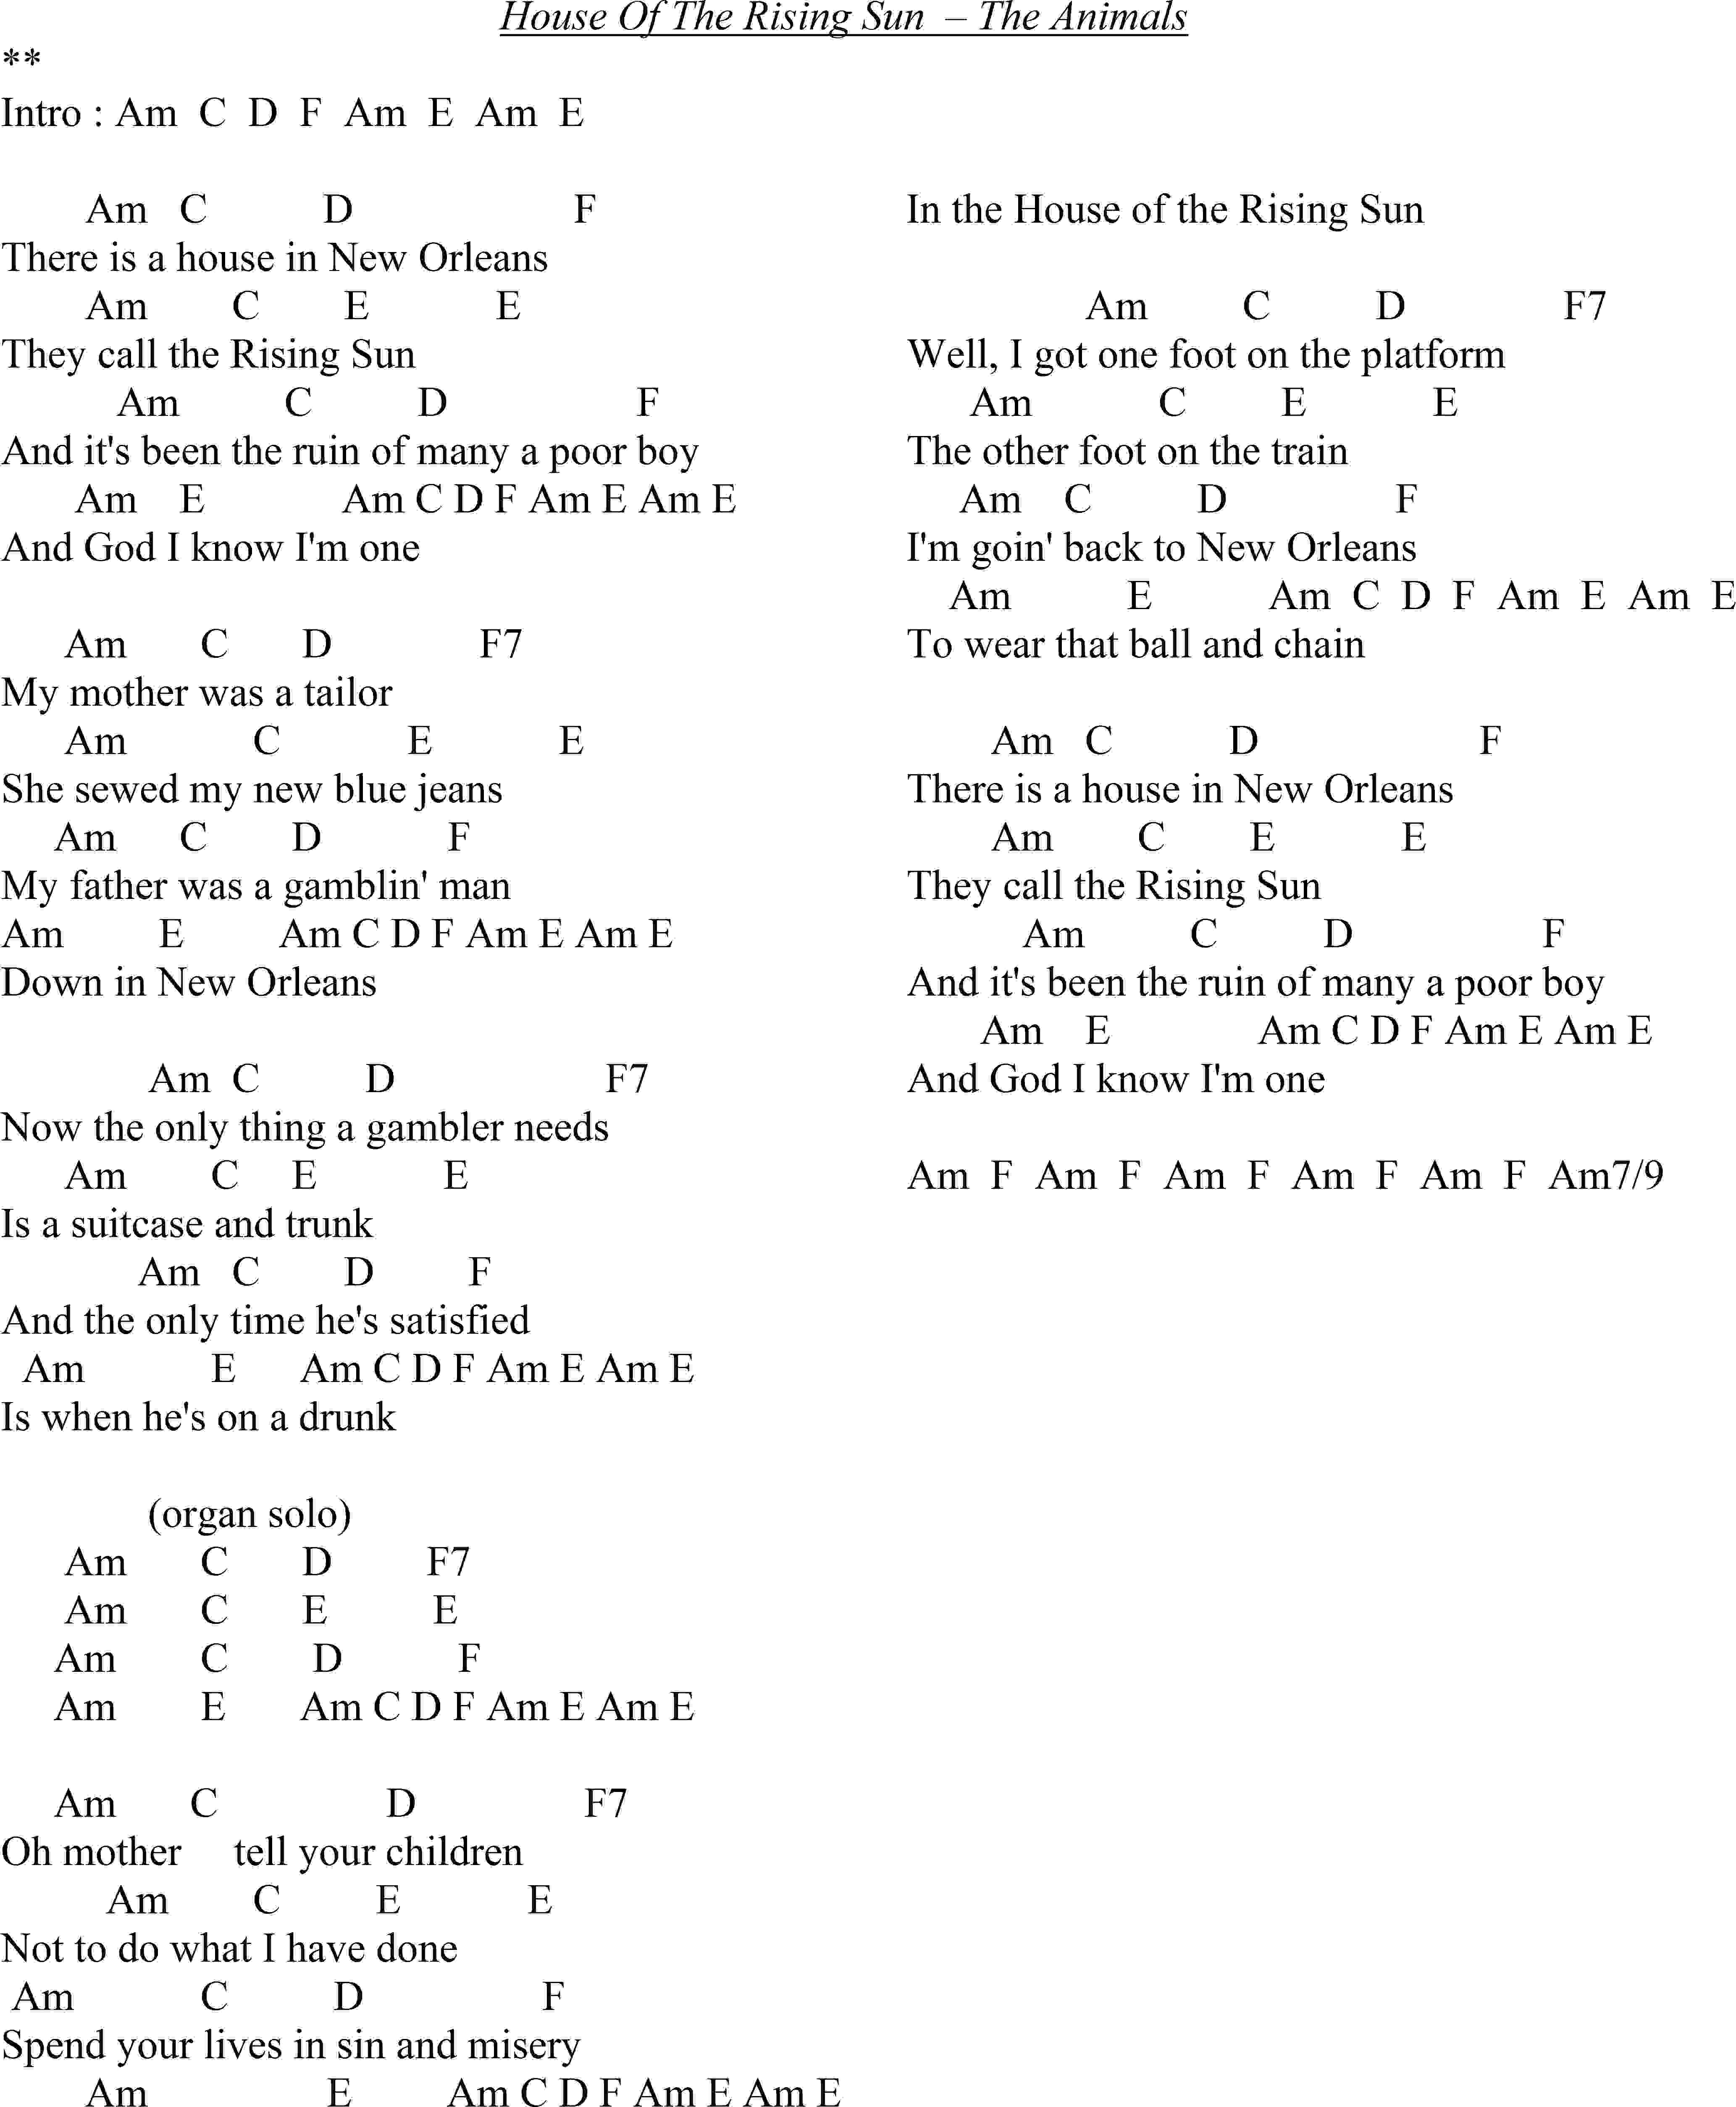 House Of The Rising Sun – The Animals
**
Intro : Am C D F Am E Am E
Am C D F
There is a house in New Orleans
Am C E E
They call the Rising Sun
Am C D F
And it's been the ruin of many a poor boy
Am E Am C D F Am E Am E
And God I know I'm one
Am C D F7
My mother was a tailor
Am C E E
She sewed my new blue jeans
Am C D F
My father was a gamblin' man
Am E Am C D F Am E Am E
Down in New Orleans
Am C D F7
Now the only thing a gambler needs
Am C E E
Is a suitcase and trunk
Am C D F
And the only time he's satisfied
Am E Am C D F Am E Am E
Is when he's on a drunk
(organ solo)
Am C D F7
Am C E E
Am C D F
Am E Am C D F Am E Am E
Am C D F7
Oh mother tell your children
Am C E E
Not to do what I have done
Am C D F
Spend your lives in sin and misery
Am E Am C D F Am E Am E
In the House of the Rising Sun
Am C D F7
Well, I got one foot on the platform
Am C E E
The other foot on the train
Am C D F
I'm goin' back to New Orleans
Am E Am C D F Am E Am E
To wear that ball and chain
Am C D F
There is a house in New Orleans
Am C E E
They call the Rising Sun
Am C D F
And it's been the ruin of many a poor boy
Am E Am C D F Am E Am E
And God I know I'm one
Am F Am F Am F Am F Am F Am7/9